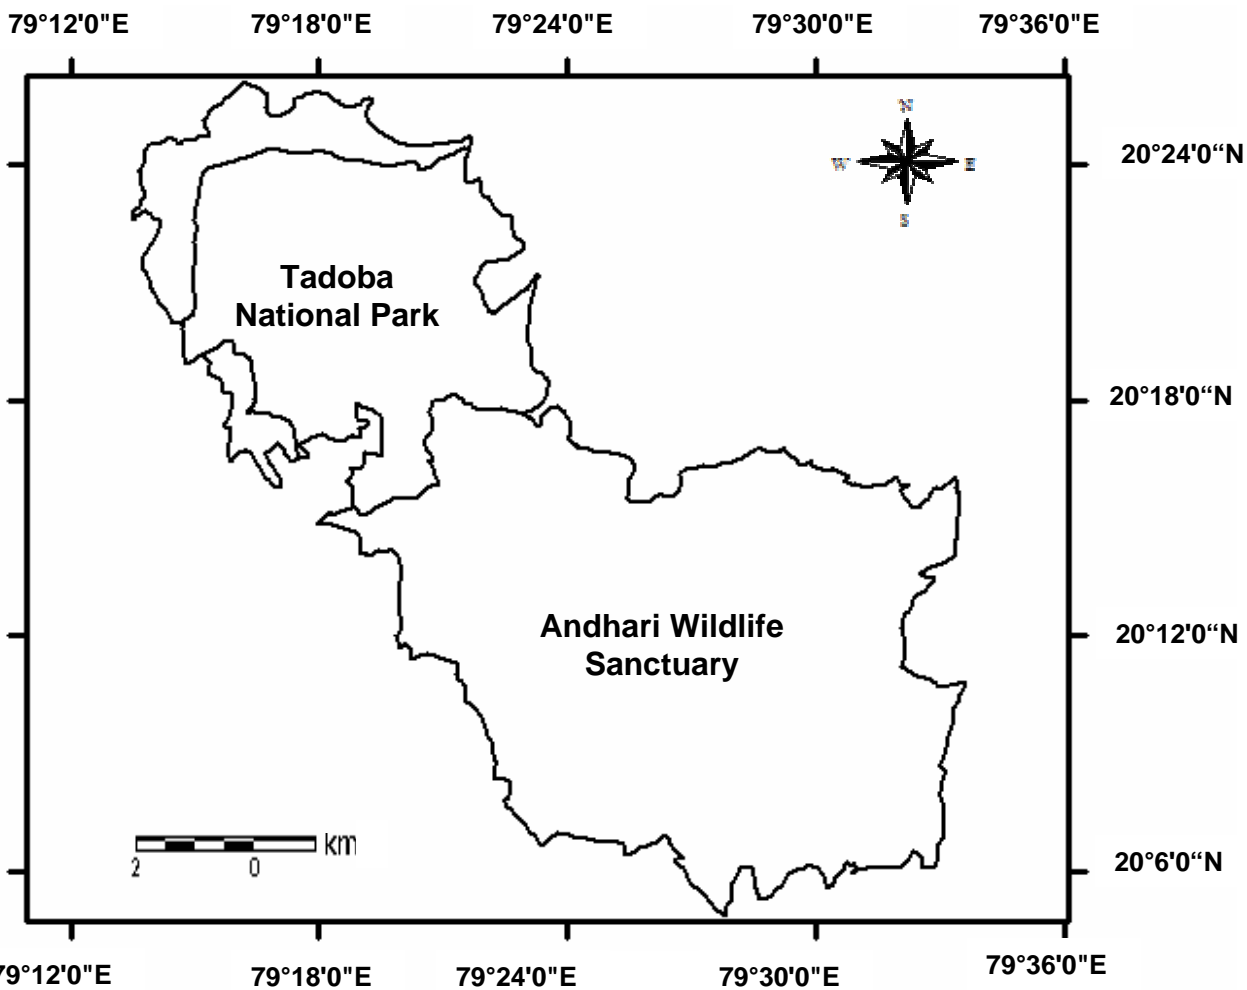 79°12'0"E 79°18'0"E 79°24'0"E 79°30'0"E 79°36'0"E
N
W E
S
20°24'0“N
Tadoba
National Park
20°18'0“N
Andhari Wildlife
Sanctuary
20°12'0“N
km
2 0
20°6'0“N
79°12'0"E 79°18'0"E 79°24'0"E 79°30'0"E 79°36'0"E